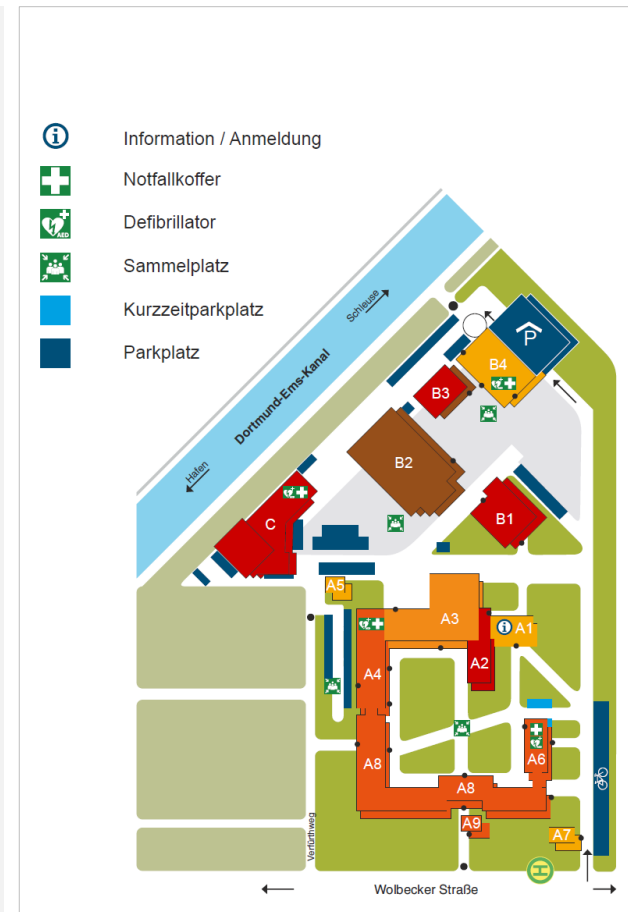 Information / Anmeldung
Notfallkoffer
Defibrillator
AED
Sammelplatz
Kurzzeitparkplatz
Parkplatz
Schleuse
Dortmund-Ems-Kanal
Hafen
P
B4
B3
B2
B1
C
A5
A3
A1
A4
A2
A8
A6
A8
A9
A7
Verfürthweg
H
Wolbecker Straße